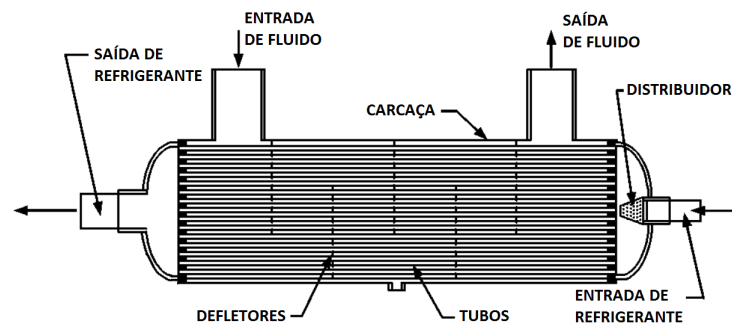 ENTRADA
DE FLUIDO
SAÍDA
DE FLUIDO
SAÍDA DE
REFRIGERANTE
DISTRIBUIDOR
CARCAÇA
DEFLETORES
TUBOS
ENTRADA DE
REFRIGERANTE